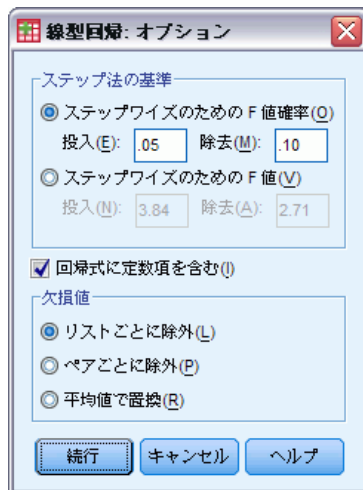 線型回帰: オプション
ステップ法の基準
ステップワイズのための F 値確率(O)
投入(E): .05 除去(M): .10
ステップワイズのための F 値(V)
投入(N): 3.84 除去(A): 2.71
回帰式に定数項を含む(I)
欠損値
リストごとに除外(L)
ペアごとに除外(P)
平均値で置換(R)
続行 キャンセル ヘルプ